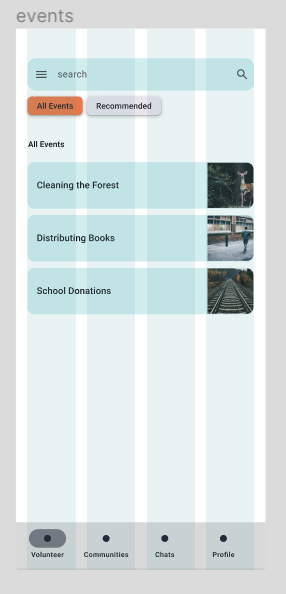 events
search
All Events Recommended
All Events
Cleaning the Forest
Distributing Books
School Donations
Volunteer Communities Chats Profile